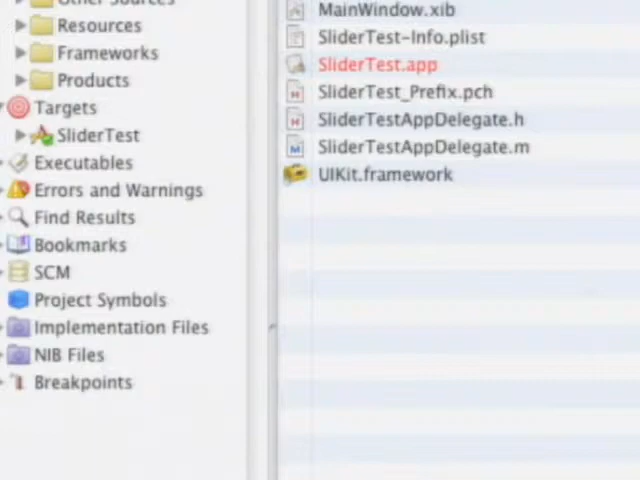 Other Sources
Resources
Frameworks
Products
Targets
SliderTest
Executables
Errors and Warnings
Find Results
Bookmarks
SCM
Project Symbols
Implementation Files
NIB Files
Breakpoints
MainWindow.xib
SliderTest-Info.plist
SliderTest.app
SliderTest_Prefix.pch
SliderTestAppDelegate.h
SliderTestAppDelegate.m
UIKit.framework